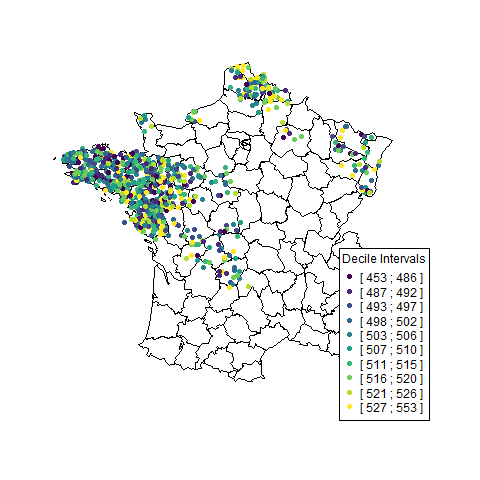 Decile Intervals
[ 453 ; 486 ]
[ 487 ; 492 ]
[ 493 ; 497 ]
[ 498 ; 502 ]
[ 503 ; 506 ]
[ 507 ; 510 ]
[ 511 ; 515 ]
[ 516 ; 520 ]
[ 521 ; 526 ]
[ 527 ; 553 ]